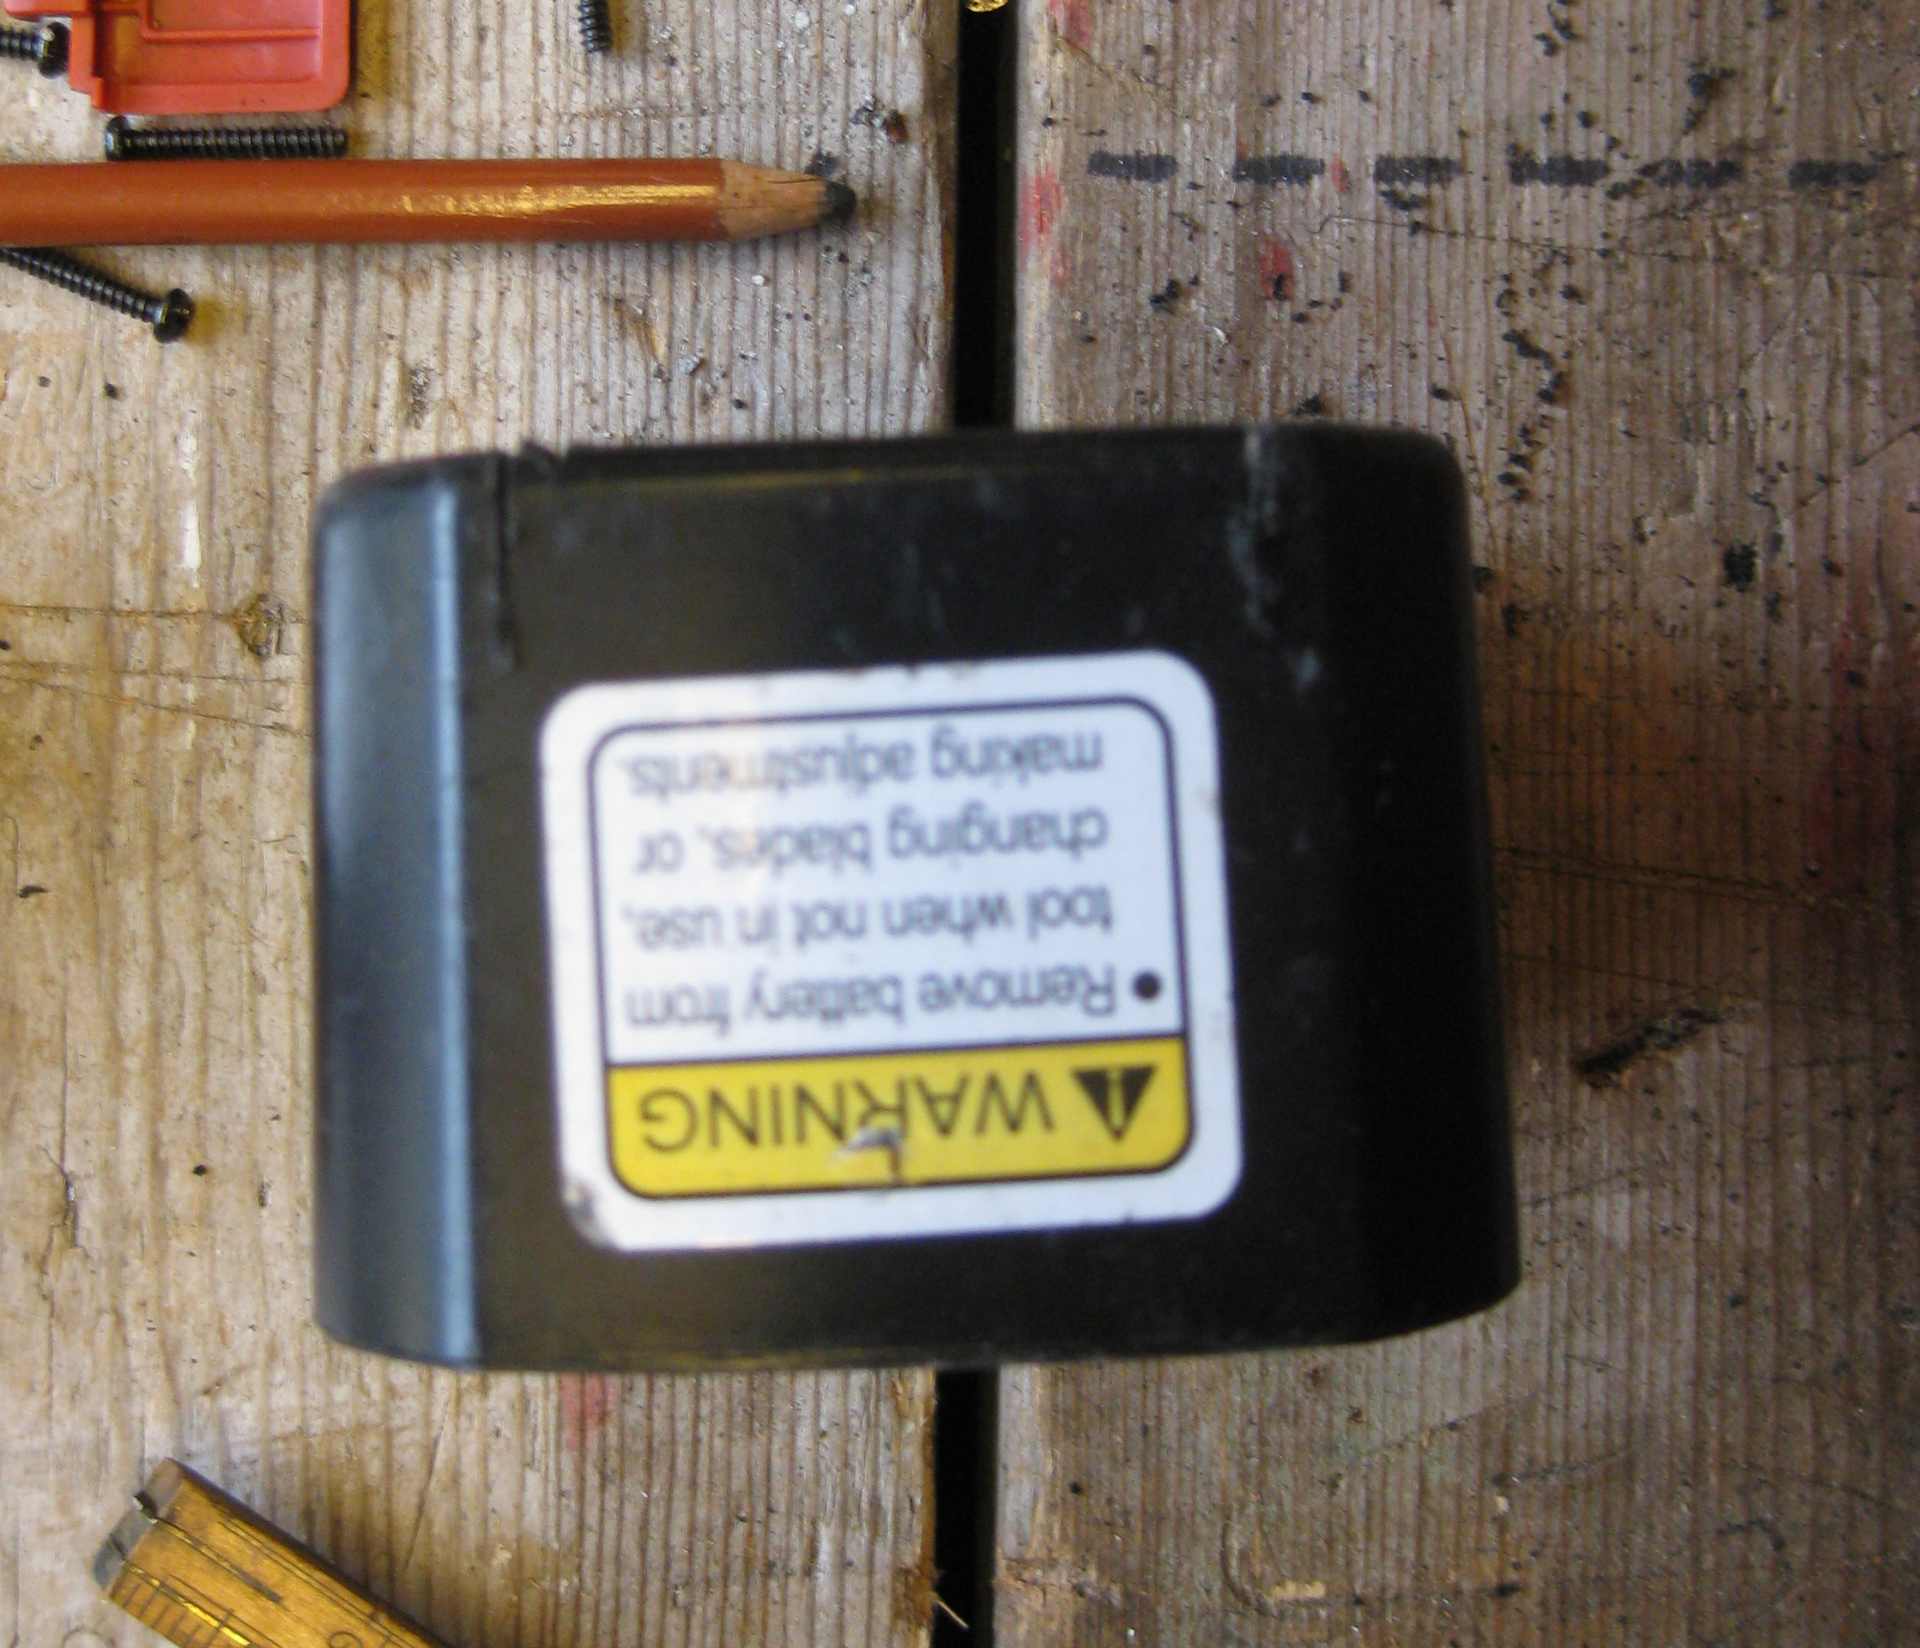 WARNING
• Remove battery from
tool when not in use,
changing blades, or
making adjustments.